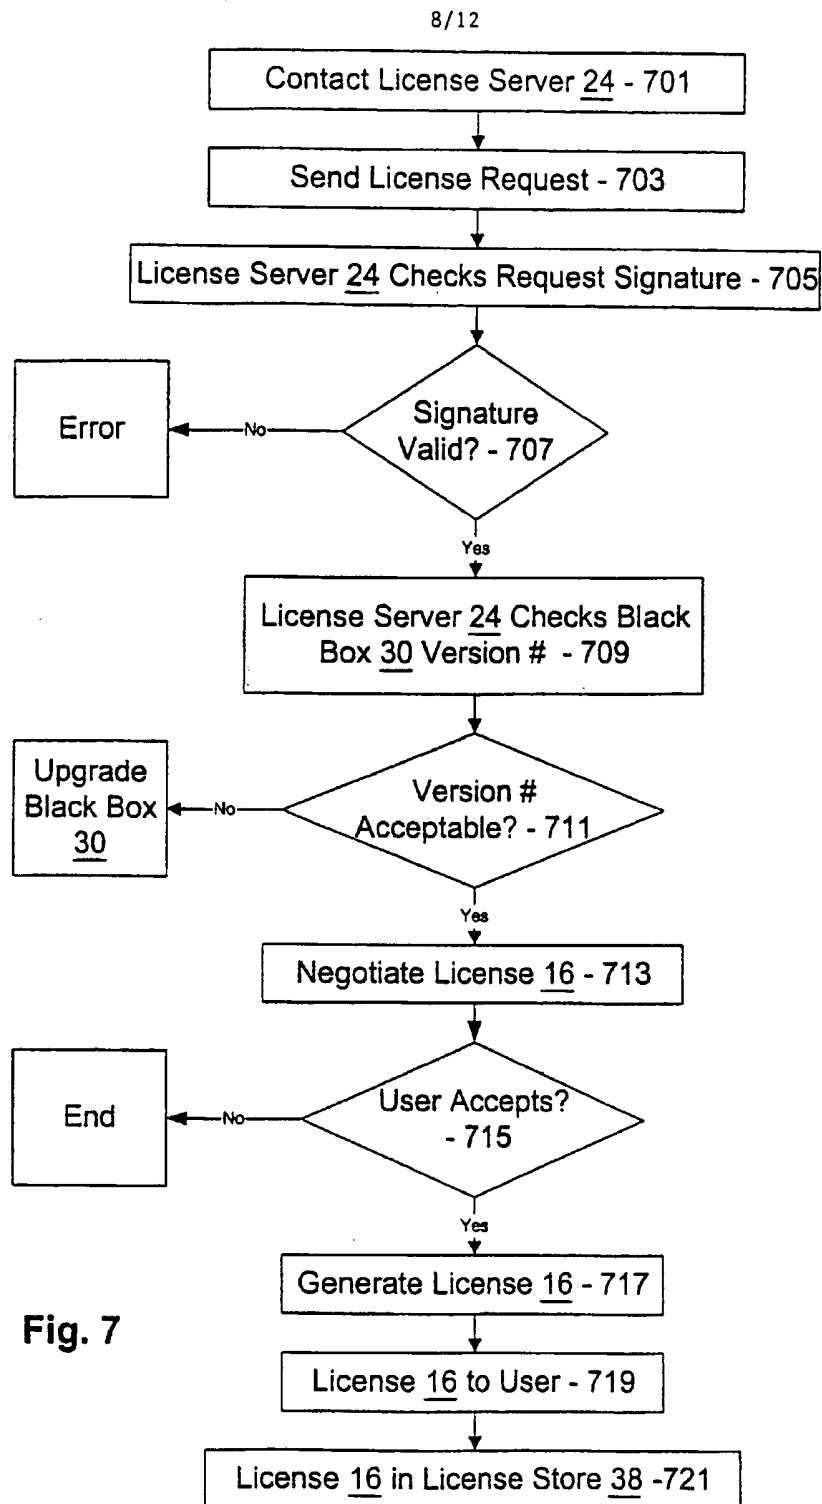 8/12
Contact License Server 24 - 701
Send License Request - 703
License Server 24 Checks Request Signature - 705
Signature
Valid? - 707
No
Error
Yes
License Server 24 Checks Black
Box 30 Version # - 709
Version #
Acceptable? - 711
No
Upgrade
Black Box
30
Yes
Negotiate License 16 - 713
User Accepts?
- 715
No
End
Yes
Generate License 16 - 717
License 16 to User - 719
License 16 in License Store 38 -721
Fig. 7